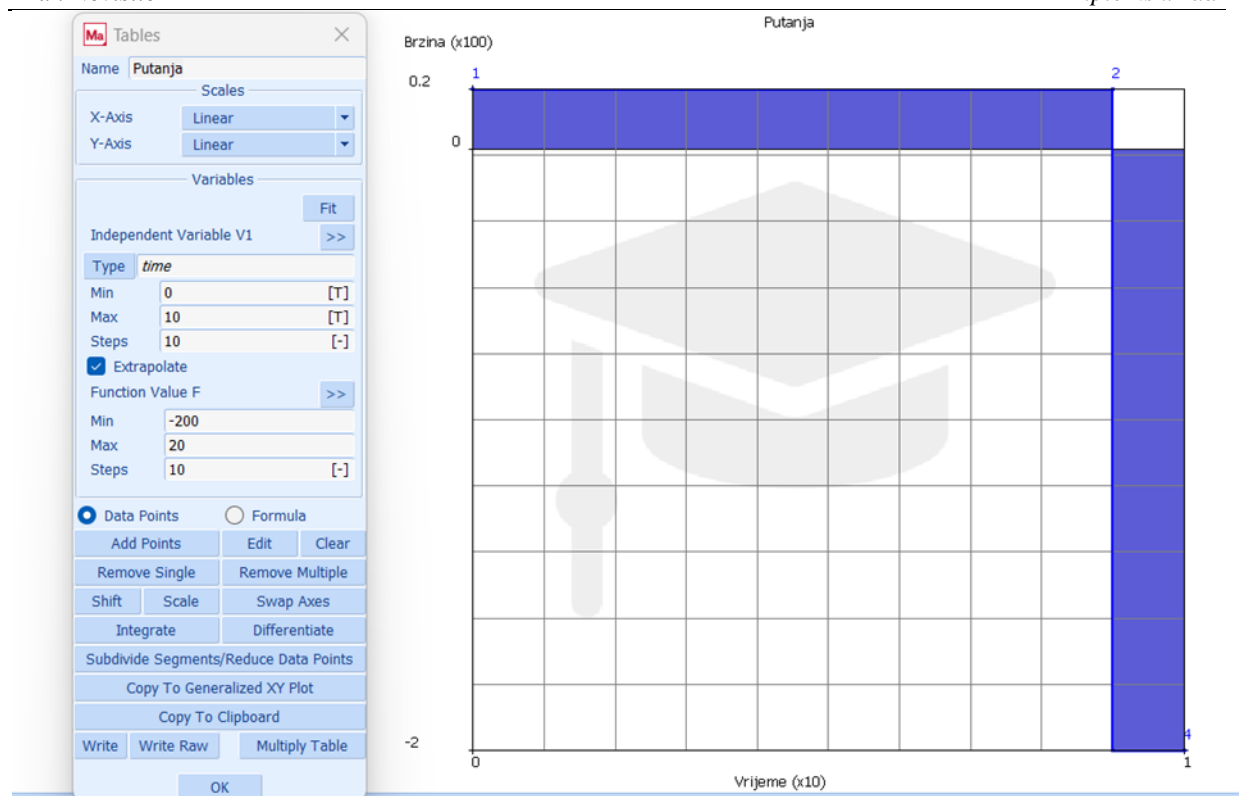 Ma Tables
Name Putanja
Scales
X-Axis Linear
Y-Axis Linear
Variables
Fit
Independent Variable V1 >>
Type time
Min 0 [T]
Max 10 [T]
Steps 10 [-]
Extrapolate
Function Value F >>
Min -200
Max 20
Steps 10 [-]
Data Points Formula
Add Points Edit Clear
Remove Single Remove Multiple
Shift Scale Swap Axes
Integrate Differentiate
Subdivide Segments/Reduce Data Points
Copy To Generalized XY Plot
Copy To Clipboard
Write Write Raw Multiply Table
OK
Putanja
Brzina (x100)
1 2
0.2
0
-2
4
0 1
Vrijeme (x10)